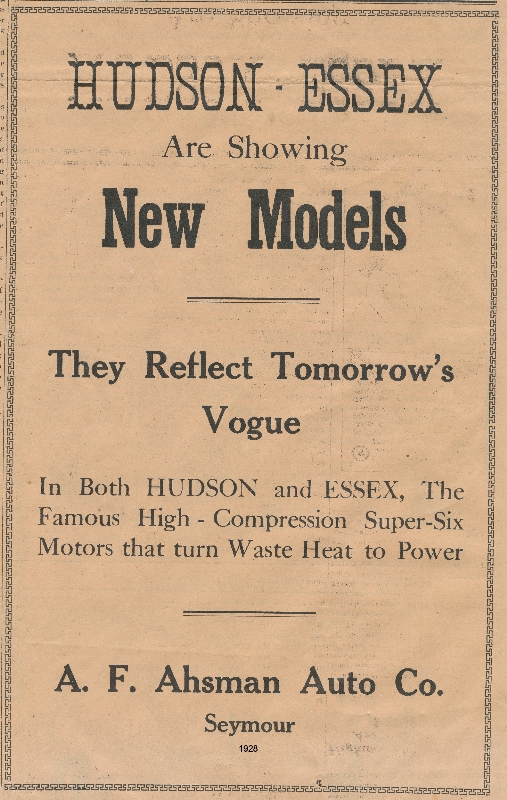 HUDSON - ESSEX
Are Showing
New Models
They Reflect Tomorrow's
Vogue
In Both HUDSON and ESSEX, The
Famous High - Compression Super-Six
Motors that turn Waste Heat to Power
A. F. Ahsman Auto Co.
Seymour
1928